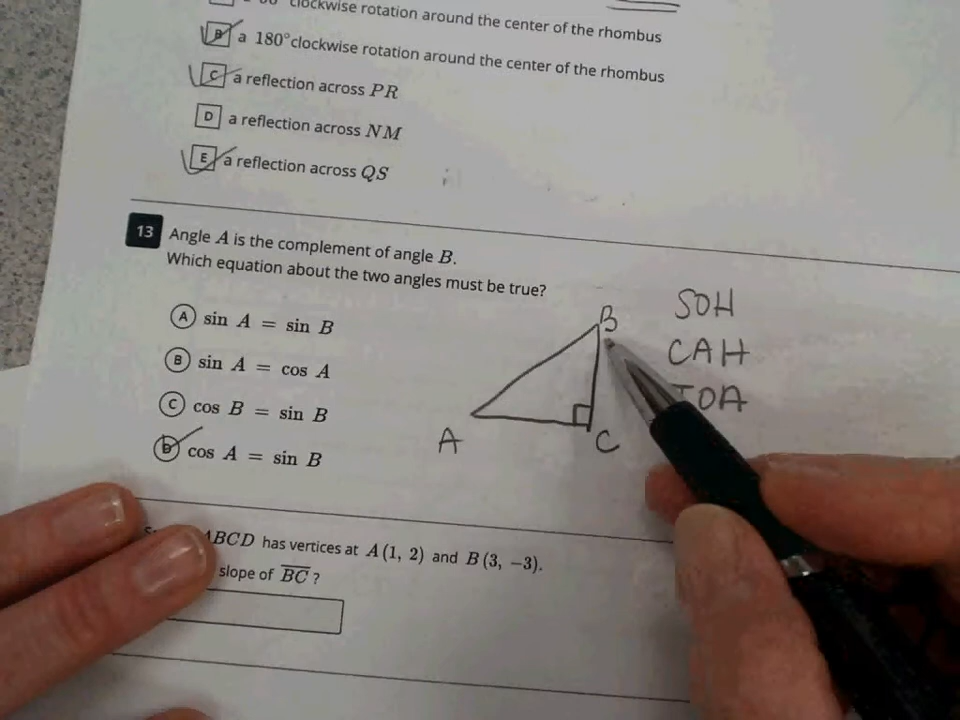 clockwise rotation around the center of the rhombus
B a 180° clockwise rotation around the center of the rhombus
C a reflection across PR
D a reflection across NM
E a reflection across QS
13 Angle A is the complement of angle B.
Which equation about the two angles must be true?
A sin A = sin B
B sin A = cos A
C cos B = sin B
D cos A = sin B
B
A
C
SOH
CAH
TOA
ABCD has vertices at A(1, 2) and B(3, −3).
slope of BC?